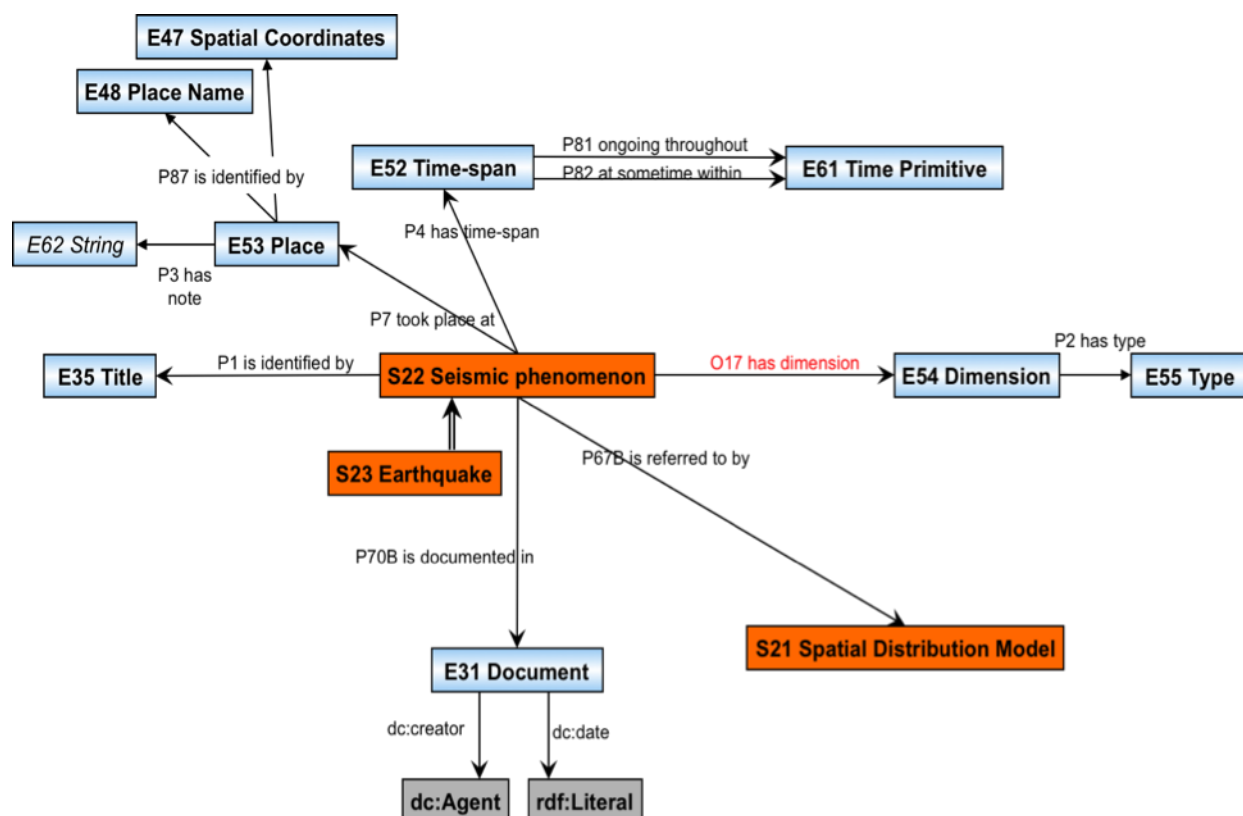 E47 Spatial Coordinates
E48 Place Name
P81 ongoing throughout
E52 Time-span
E61 Time Primitive
P82 at sometime within
P87 is identified by
P4 has time-span
E62 String
E53 Place
P3 has
note
P7 took place at
P2 has type
E35 Title
P1 is identified by
S22 Seismic phenomenon
O17 has dimension
E54 Dimension
E55 Type
S23 Earthquake
P67B is referred to by
P70B is documented in
S21 Spatial Distribution Model
E31 Document
dc:creator
dc:date
dc:Agent
rdf:Literal